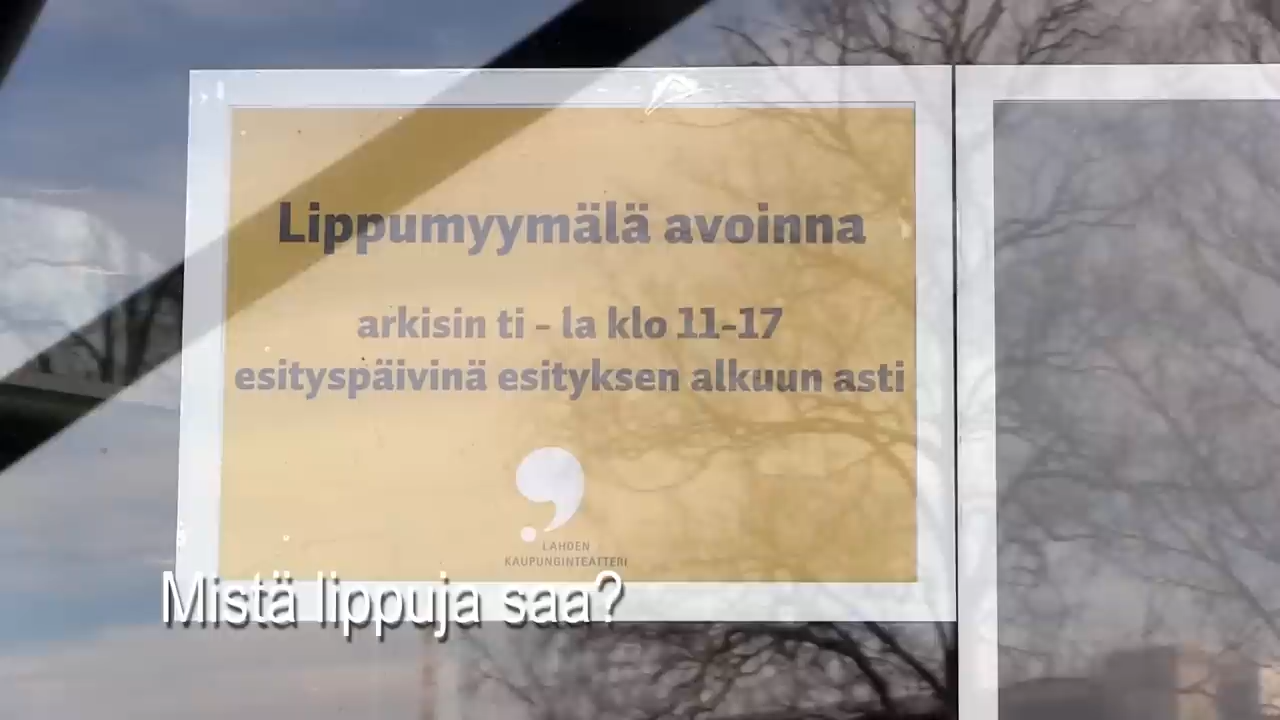 Lippumyymälä avoinna
arkisin ti - la klo 11-17
esityspäivinä esityksen alkuun asti
LAHDEN
KAUPUNGINTEATTERI
Mistä lippuja saa?